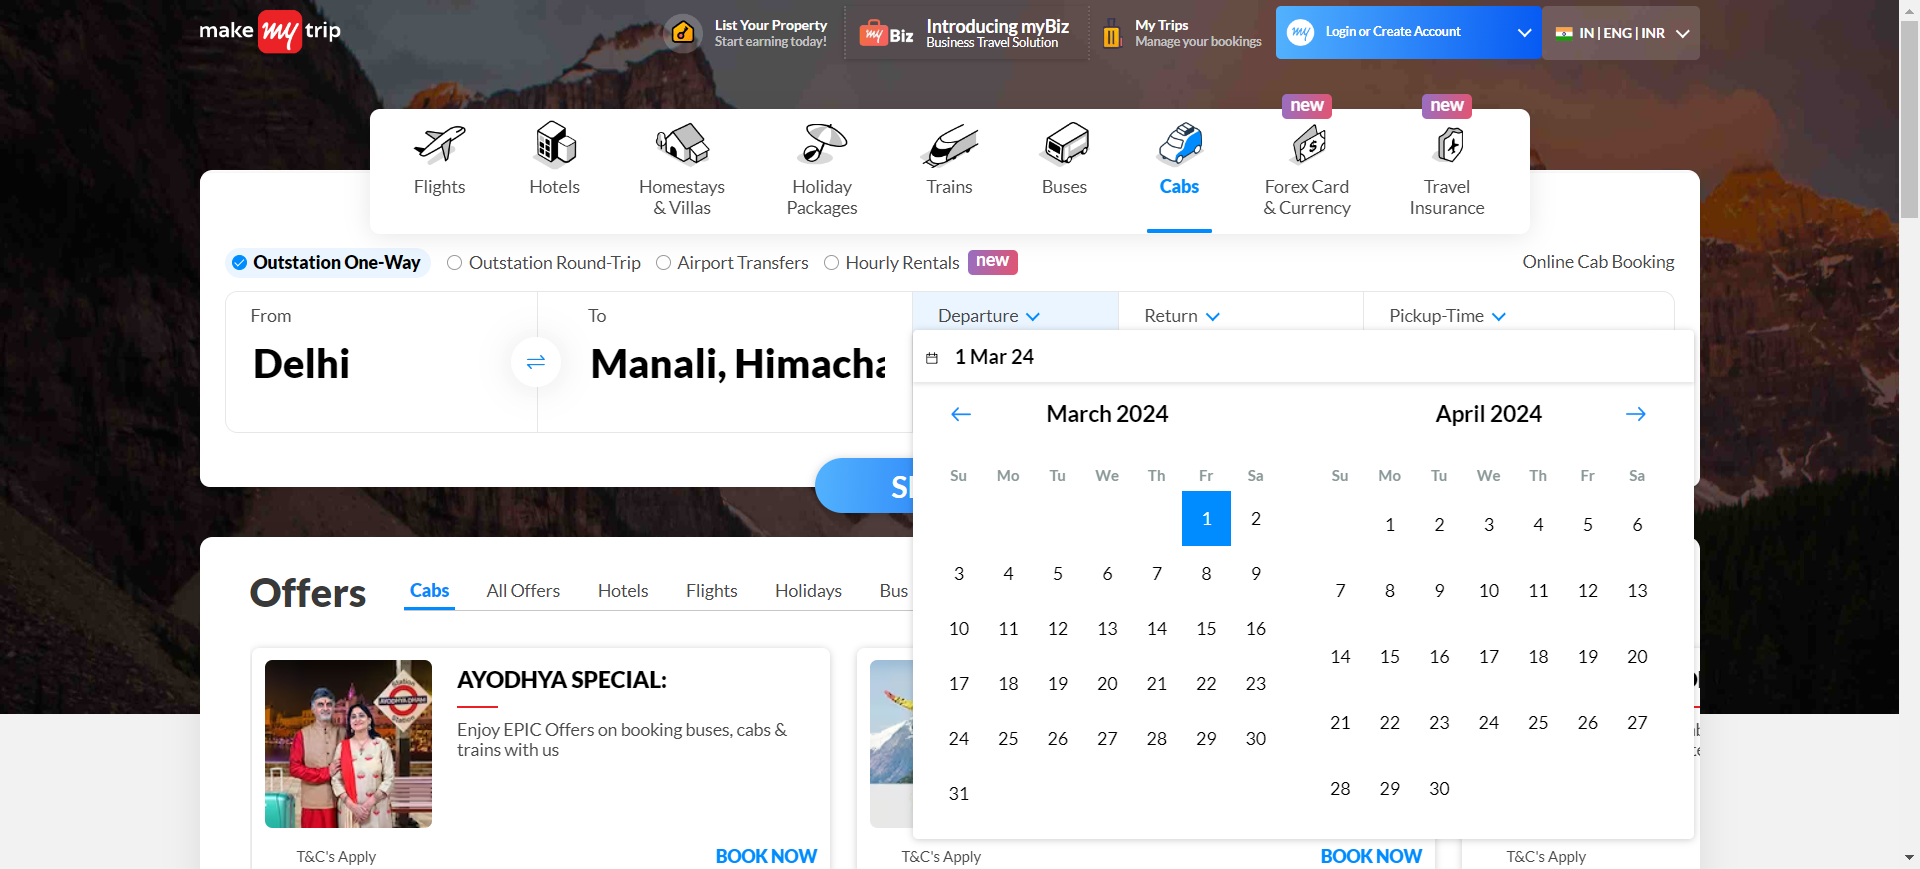 make my trip
List Your Property
Start earning today!
my Biz
Introducing myBiz
Business Travel Solution
My Trips
Manage your bookings
my
Login or Create Account
IN | ENG | INR
new
new
Flights
Hotels
Homestays
& Villas
Holiday
Packages
Trains
Buses
Cabs
Forex Card
& Currency
Travel
Insurance
Outstation One-Way
Outstation Round-Trip
Airport Transfers
Hourly Rentals
new
Online Cab Booking
From
Delhi
To
Manali, Himacha
Departure
Return
Pickup-Time
1 Mar 24
March 2024
Su Mo Tu We Th Fr Sa
1 2
3 4 5 6 7 8 9
10 11 12 13 14 15 16
17 18 19 20 21 22 23
24 25 26 27 28 29 30
31
April 2024
Su Mo Tu We Th Fr Sa
1 2 3 4 5 6
7 8 9 10 11 12 13
14 15 16 17 18 19 20
21 22 23 24 25 26 27
28 29 30
Offers
Cabs
All Offers
Hotels
Flights
Holidays
Bus
Station
AYODHYA DHAM
Station
AYODHYA SPECIAL:
Enjoy EPIC Offers on booking buses, cabs &
trains with us
T&C's Apply
BOOK NOW
T&C's Apply
BOOK NOW
T&C's Apply